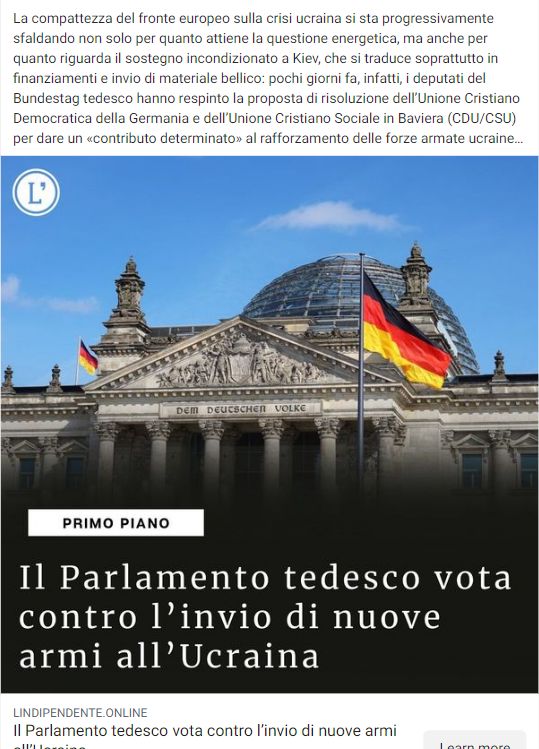 La compattezza del fronte europeo sulla crisi ucraina si sta progressivamente
sfaldando non solo per quanto attiene la questione energetica, ma anche per
quanto riguarda il sostegno incondizionato a Kiev, che si traduce soprattutto in
finanziamenti e invio di materiale bellico: pochi giorni fa, infatti, i deputati del
Bundestag tedesco hanno respinto la proposta di risoluzione dell’Unione Cristiano
Democratica della Germania e dell’Unione Cristiano Sociale in Baviera (CDU/CSU)
per dare un «contributo determinato» al rafforzamento delle forze armate ucraine...
L’
DEM DEUTSCHEN VOLKE
PRIMO PIANO
Il Parlamento tedesco vota
contro l’invio di nuove
armi all’Ucraina
LINDIPENDENTE.ONLINE
Il Parlamento tedesco vota contro l’invio di nuove armi
all’Ucraina
Learn more